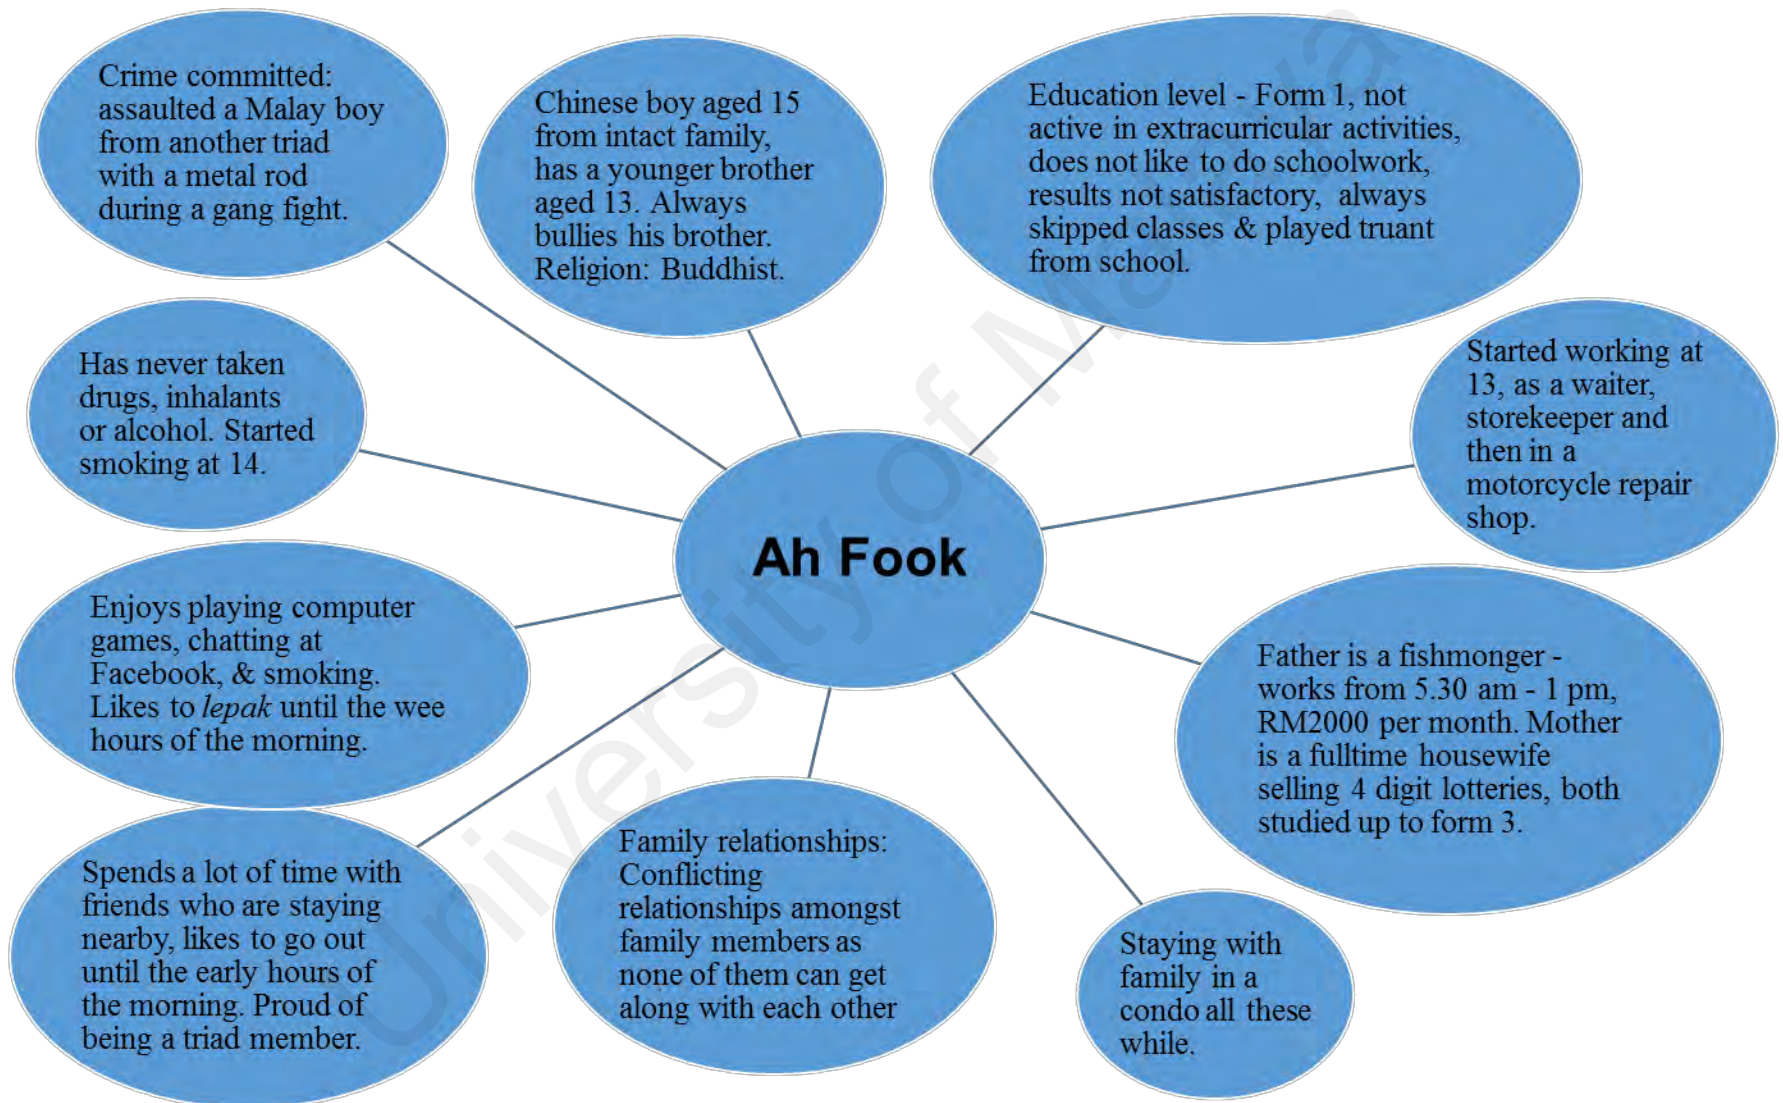 Crime committed:
assaulted a Malay boy
from another triad
with a metal rod
during a gang fight.
Chinese boy aged 15
from intact family,
has a younger brother
aged 13. Always
bullies his brother.
Religion: Buddhist.
Education level - Form 1, not
active in extracurricular activities,
does not like to do schoolwork,
results not satisfactory, always
skipped classes & played truant
from school.
Has never taken
drugs, inhalants
or alcohol. Started
smoking at 14.
Started working at
13, as a waiter,
storekeeper and
then in a
motorcycle repair
shop.
Ah Fook
Enjoys playing computer
games, chatting at
Facebook, & smoking.
Likes to lepak until the wee
hours of the morning.
Father is a fishmonger -
works from 5.30 am - 1 pm,
RM2000 per month. Mother
is a fulltime housewife
selling 4 digit lotteries, both
studied up to form 3.
Spends a lot of time with
friends who are staying
nearby, likes to go out
until the early hours of
the morning. Proud of
being a triad member.
Family relationships:
Conflicting
relationships amongst
family members as
none of them can get
along with each other
Staying with
family in a
condo all these
while.
University of Malaya